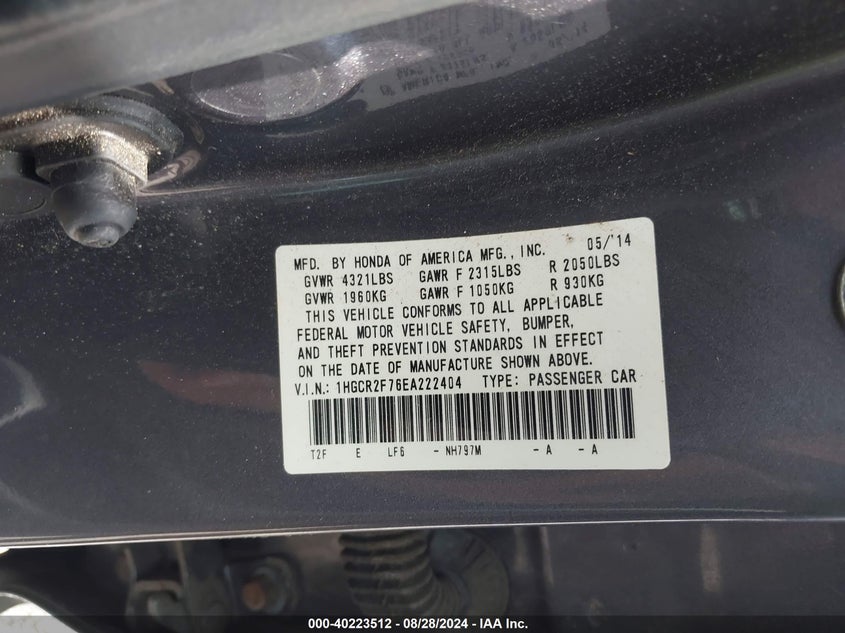 MFD. BY HONDA OF AMERICA MFG., INC. 05/'14
GVWR 4321LBS GAWR F 2315LBS R 2050LBS
GVWR 1960KG GAWR F 1050KG R 930KG
THIS VEHICLE CONFORMS TO ALL APPLICABLE
FEDERAL MOTOR VEHICLE SAFETY, BUMPER,
AND THEFT PREVENTION STANDARDS IN EFFECT
ON THE DATE OF MANUFACTURE SHOWN ABOVE.
V.I.N.: 1HGCR2F76EA222404 TYPE: PASSENGER CAR
T2F E LF6 - NH797M - A - A
000-40223512 - 08/28/2024 - IAA Inc.